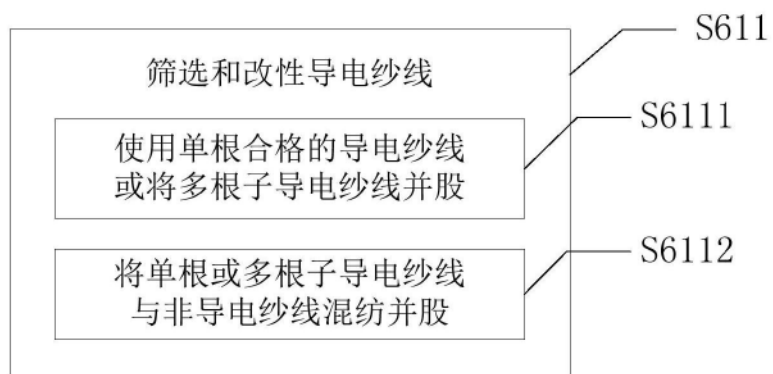 S611
筛选和改性导电纱线
S6111
使用单根合格的导电纱线
或将多根子导电纱线并股
S6112
将单根或多根子导电纱线
与非导电纱线混纺并股